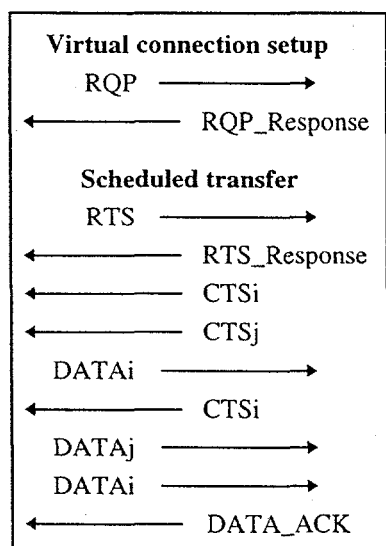 Virtual connection setup
RQP
RQP_Response
Scheduled transfer
RTS
RTS_Response
CTSi
CTSj
DATAi
CTSi
DATAj
DATAi
DATA_ACK